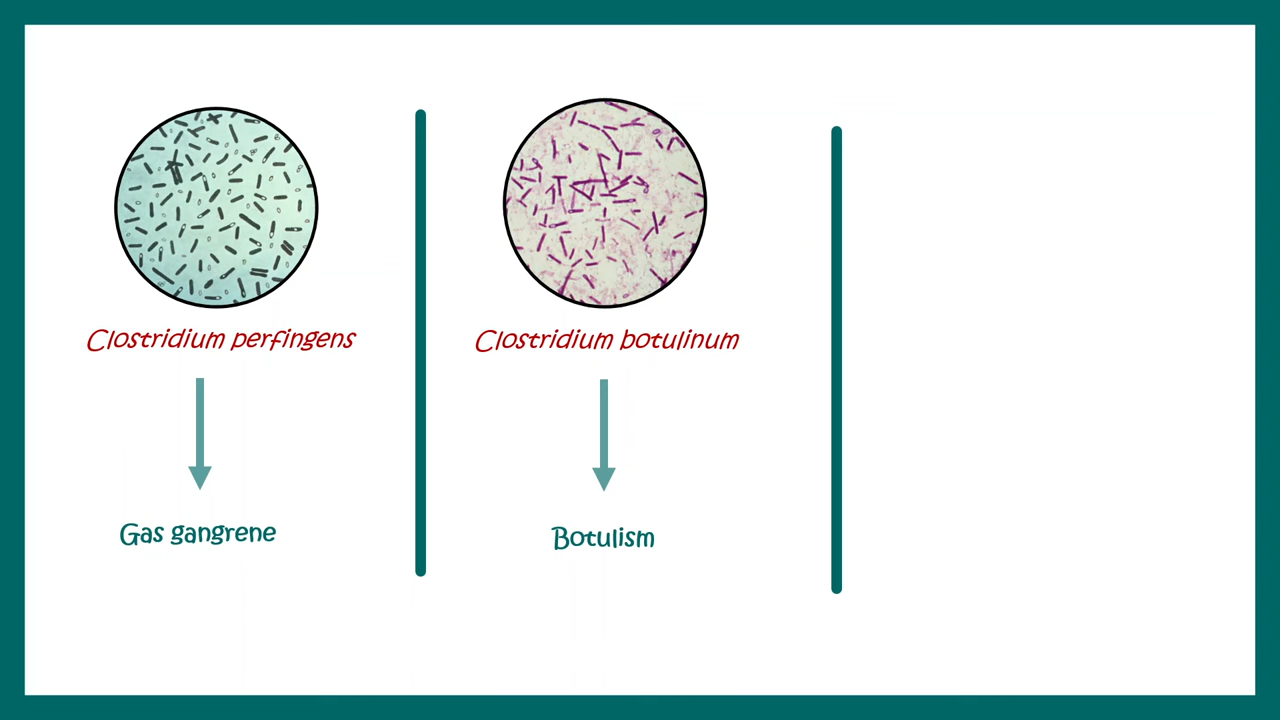 Clostridium perfingens
Clostridium botulinum
Gas gangrene
Botulism